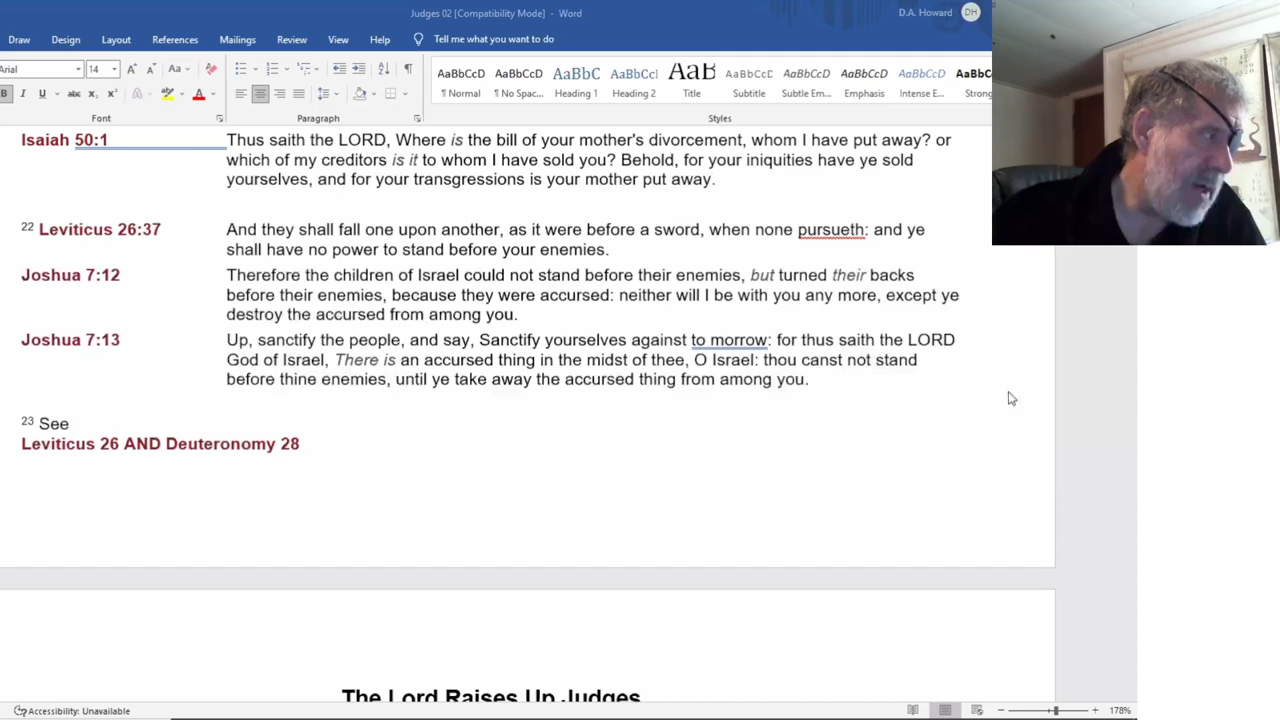 Judges 02 [Compatibility Mode] - Word
D.A. Howard DH
Draw Design Layout References Mailings Review View Help Tell me what you want to do
Arial 14
AaBbCcD AaBbCcD AaBbC AaBbCcI AaB AaBbCcD AaBbCcD AaBbCcD AaBbCcD AaBbC
¶ Normal ¶ No Spac... Heading 1 Heading 2 Title Subtitle Subtle Em... Emphasis Intense E... Strong
Font Paragraph Styles
Isaiah 50:1 Thus saith the LORD, Where is the bill of your mother's divorcement, whom I have put away? or
which of my creditors is it to whom I have sold you? Behold, for your iniquities have ye sold
yourselves, and for your transgressions is your mother put away.
22 Leviticus 26:37 And they shall fall one upon another, as it were before a sword, when none pursueth: and ye
shall have no power to stand before your enemies.
Joshua 7:12 Therefore the children of Israel could not stand before their enemies, but turned their backs
before their enemies, because they were accursed: neither will I be with you any more, except ye
destroy the accursed from among you.
Joshua 7:13 Up, sanctify the people, and say, Sanctify yourselves against to morrow: for thus saith the LORD
God of Israel, There is an accursed thing in the midst of thee, O Israel: thou canst not stand
before thine enemies, until ye take away the accursed thing from among you.
23 See
Leviticus 26 AND Deuteronomy 28
The Lord Raises Up Judges
Accessibility: Unavailable
178%